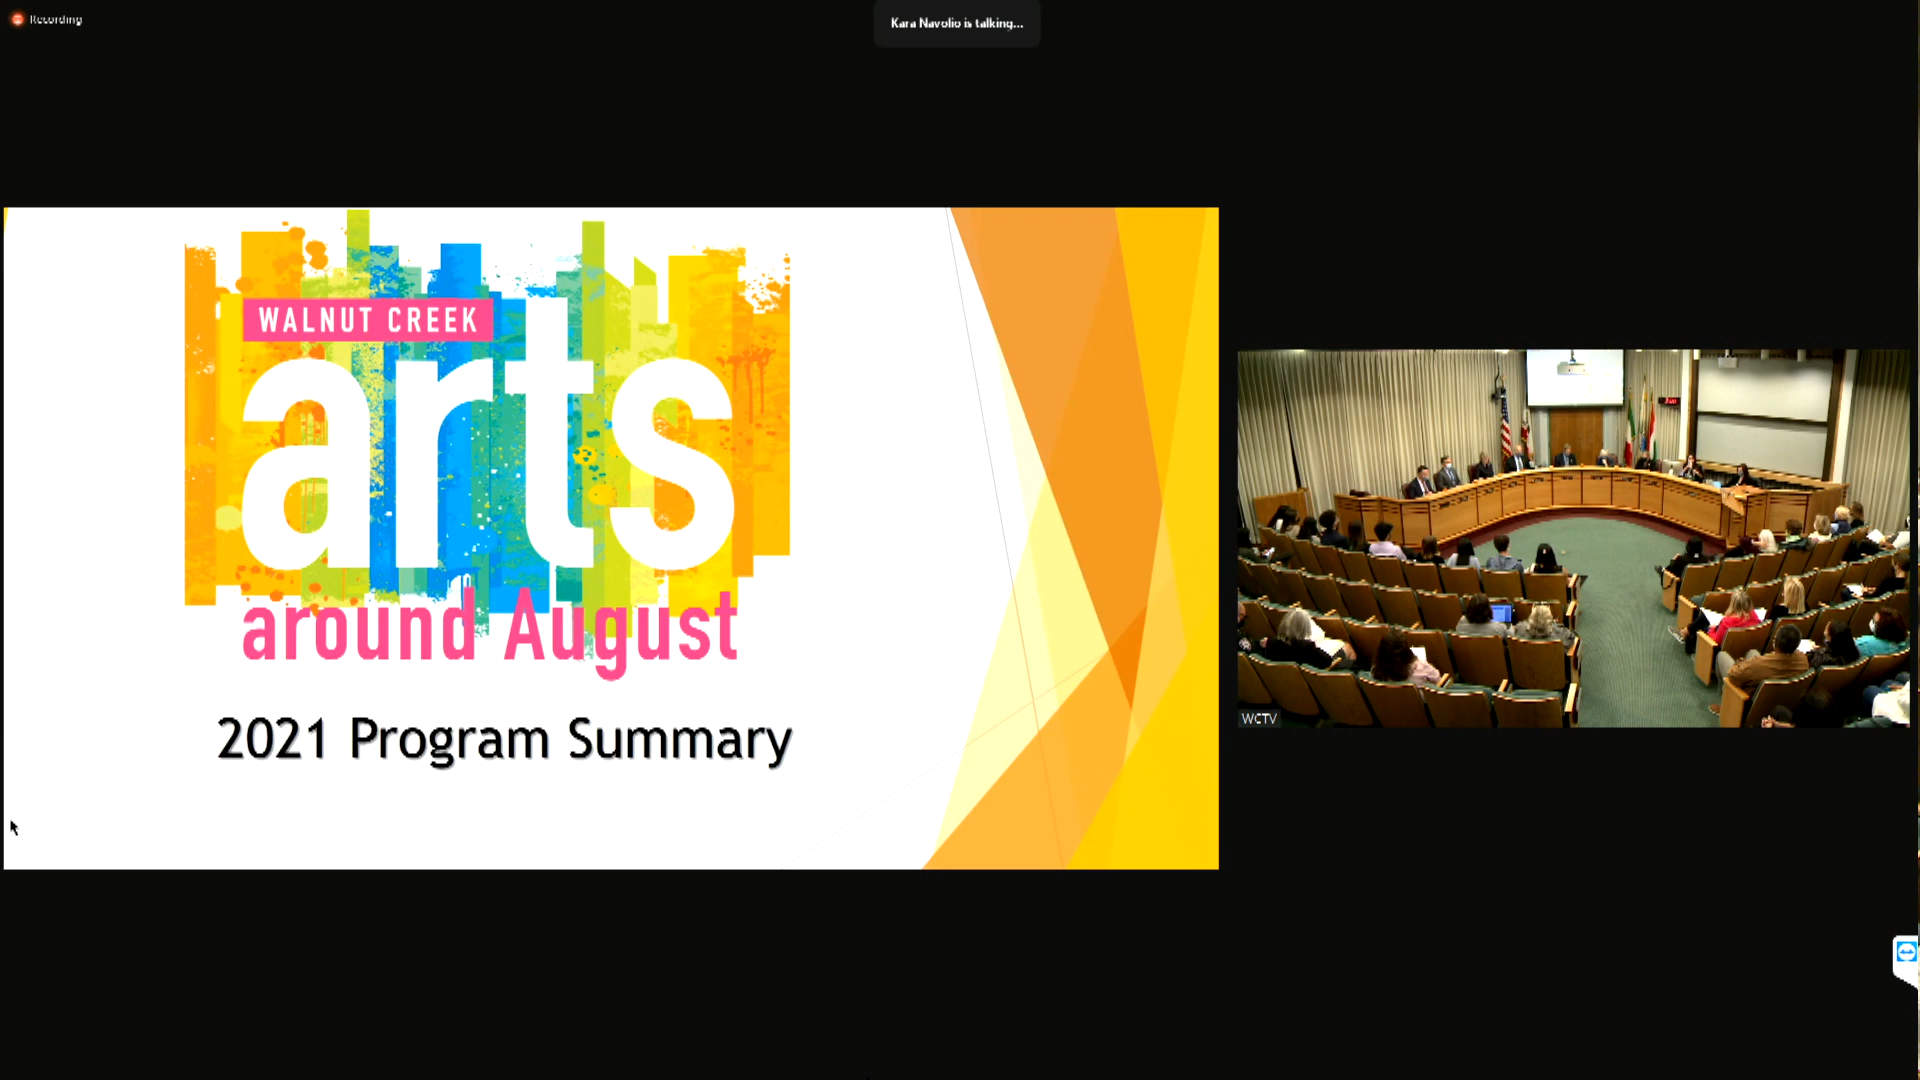 Recording
Kara Navolio is talking...
WALNUT CREEK
arts
around August
2021 Program Summary
WCTV